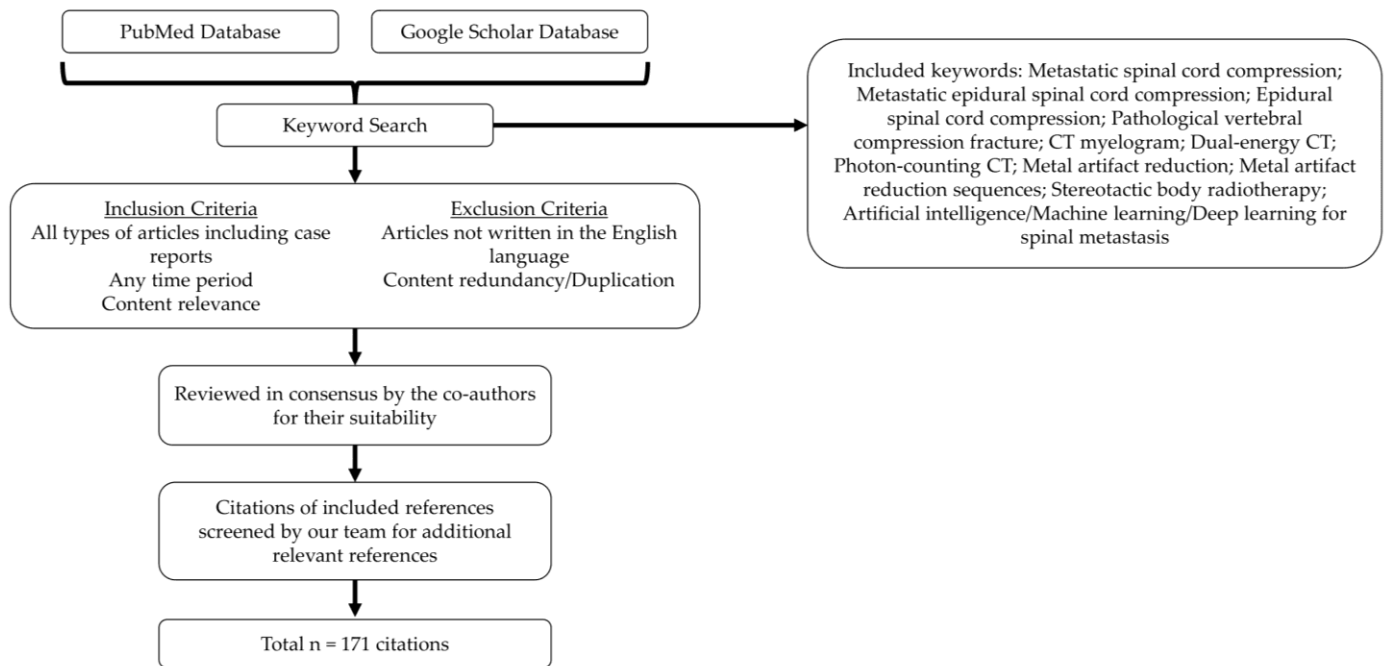 PubMed Database
Google Scholar Database
Keyword Search
Included keywords: Metastatic spinal cord compression;
Metastatic epidural spinal cord compression; Epidural
spinal cord compression; Pathological vertebral
compression fracture; CT myelogram; Dual-energy CT;
Photon-counting CT; Metal artifact reduction; Metal artifact
reduction sequences; Stereotactic body radiotherapy;
Artificial intelligence/Machine learning/Deep learning for
spinal metastasis
Inclusion Criteria
All types of articles including case
reports
Any time period
Content relevance
Exclusion Criteria
Articles not written in the English
language
Content redundancy/Duplication
Reviewed in consensus by the co-authors
for their suitability
Citations of included references
screened by our team for additional
relevant references
Total n = 171 citations